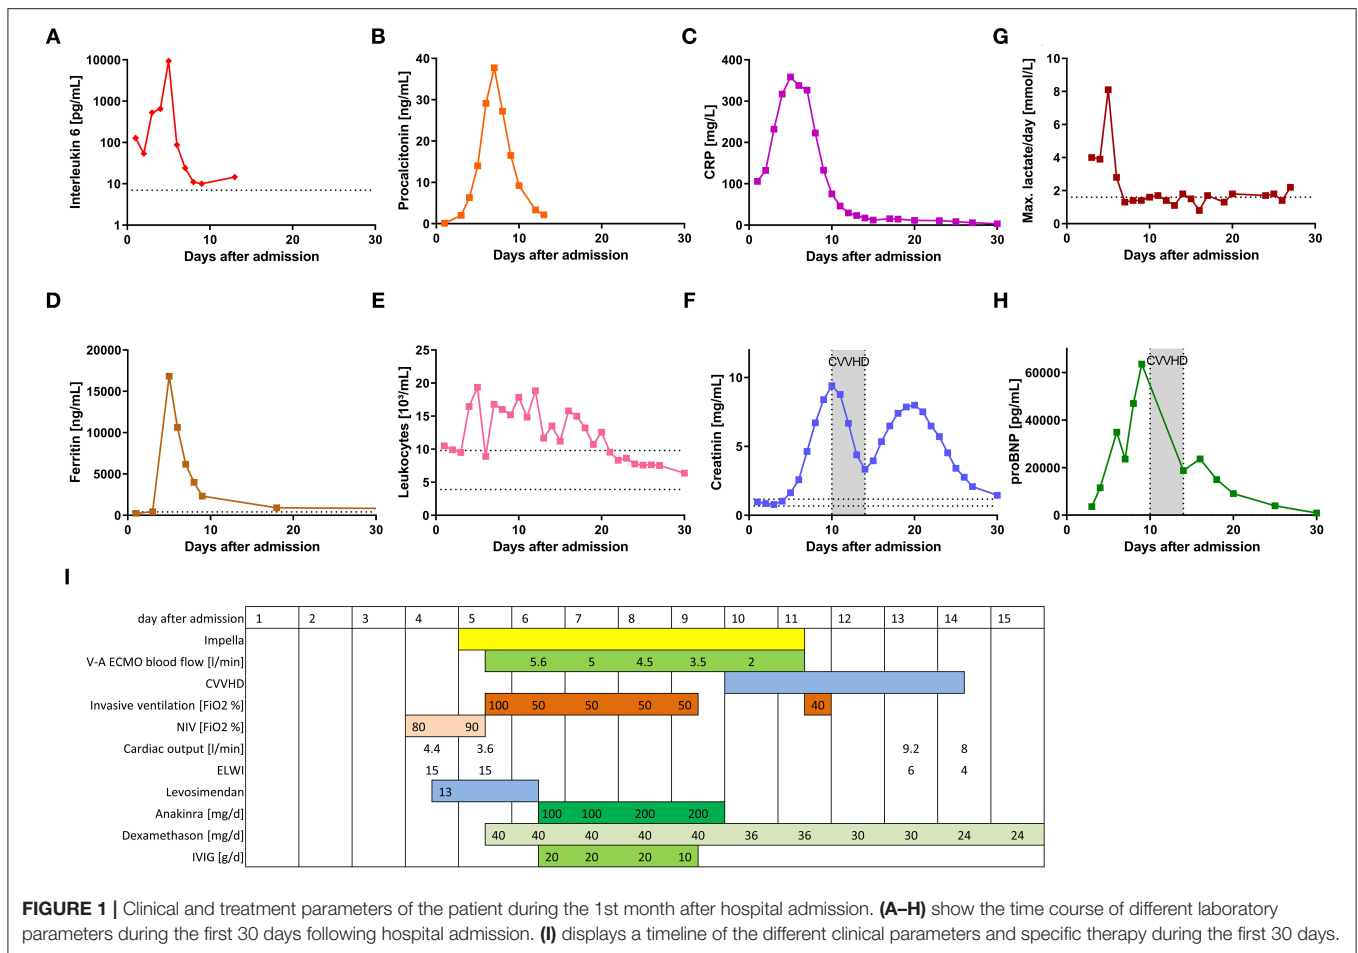 A
Interleukin 6 [pg/mL]
10000
1000
100
10
1
0 10 20 30
Days after admission
B
Procalcitonin [ng/mL]
40
30
20
10
0
0 10 20 30
Days after admission
C
CRP [mg/L]
400
300
200
100
0
0 10 20 30
Days after admission
G
Max. lactate/day [mmol/L]
10
8
6
4
2
0
0 10 20 30
Days after admission
D
Ferritin [ng/mL]
20000
15000
10000
5000
0
0 10 20 30
Days after admission
E
Leukocytes [10³/mL]
25
20
15
10
5
0
0 10 20 30
Days after admission
F
Creatinin [mg/mL]
CVVHD
10
5
0
0 10 20 30
Days after admission
H
proBNP [pg/mL]
CVVHD
60000
40000
20000
0
0 10 20 30
Days after admission
I
day after admission 1 2 3 4 5 6 7 8 9 10 11 12 13 14 15
Impella
V-A ECMO blood flow [l/min] 5.6 5 4.5 3.5 2
CVVHD
Invasive ventilation [FiO2 %] 100 50 50 50 50 40
NIV [FiO2 %] 80 90
Cardiac output [l/min] 4.4 3.6 9.2 8
ELWI 15 15 6 4
Levosimendan 13
Anakinra [mg/d] 100 100 200 200
Dexamethason [mg/d] 40 40 40 40 40 36 36 30 30 24 24
IVIG [g/d] 20 20 20 10
FIGURE 1 | Clinical and treatment parameters of the patient during the 1st month after hospital admission. (A–H) show the time course of different laboratory
parameters during the first 30 days following hospital admission. (I) displays a timeline of the different clinical parameters and specific therapy during the first 30 days.